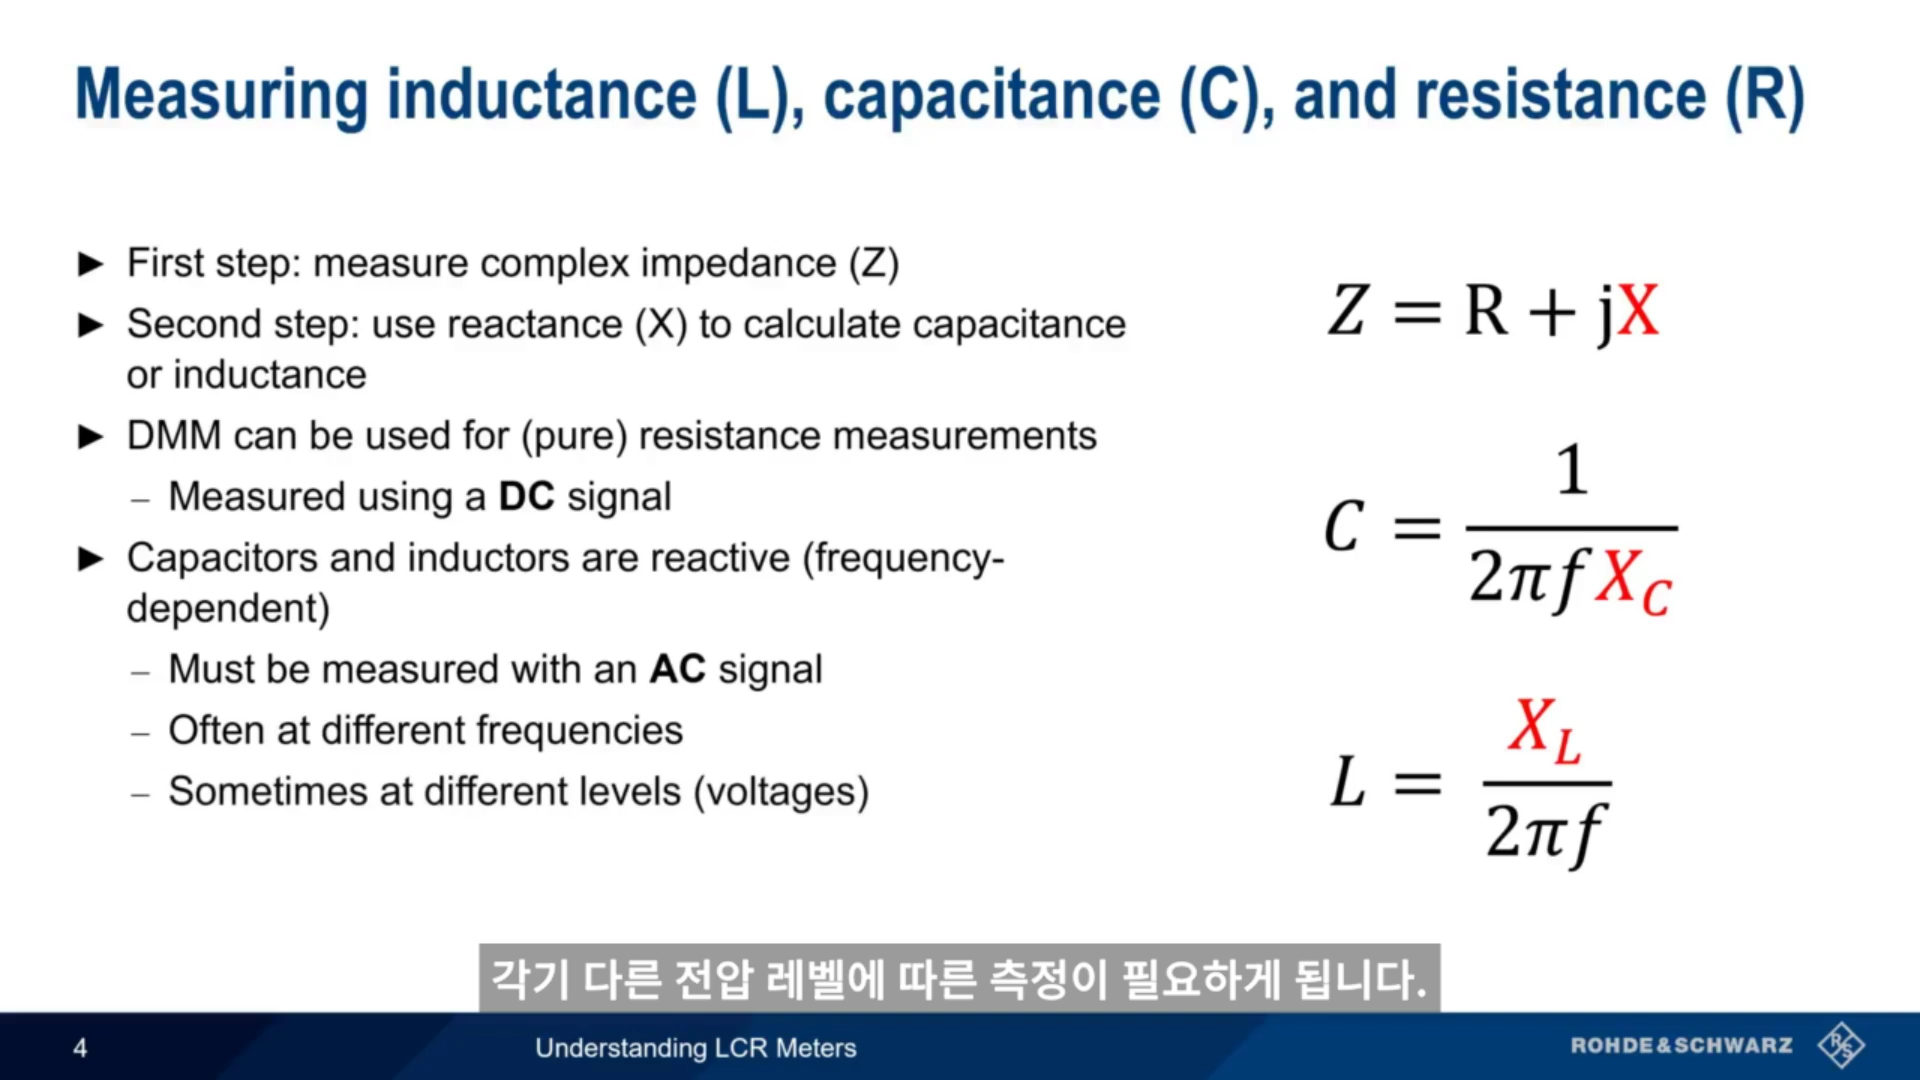 Measuring inductance (L), capacitance (C), and resistance (R)
► First step: measure complex impedance (Z)
► Second step: use reactance (X) to calculate capacitance
or inductance
► DMM can be used for (pure) resistance measurements
– Measured using a DC signal
► Capacitors and inductors are reactive (frequency-
dependent)
– Must be measured with an AC signal
– Often at different frequencies
– Sometimes at different levels (voltages)
Z = R + jX
C = 1 / 2πfX_C
L = X_L / 2πf
각기 다른 전압 레벨에 따른 측정이 필요하게 됩니다.
4
Understanding LCR Meters
ROHDE&SCHWARZ
R&S